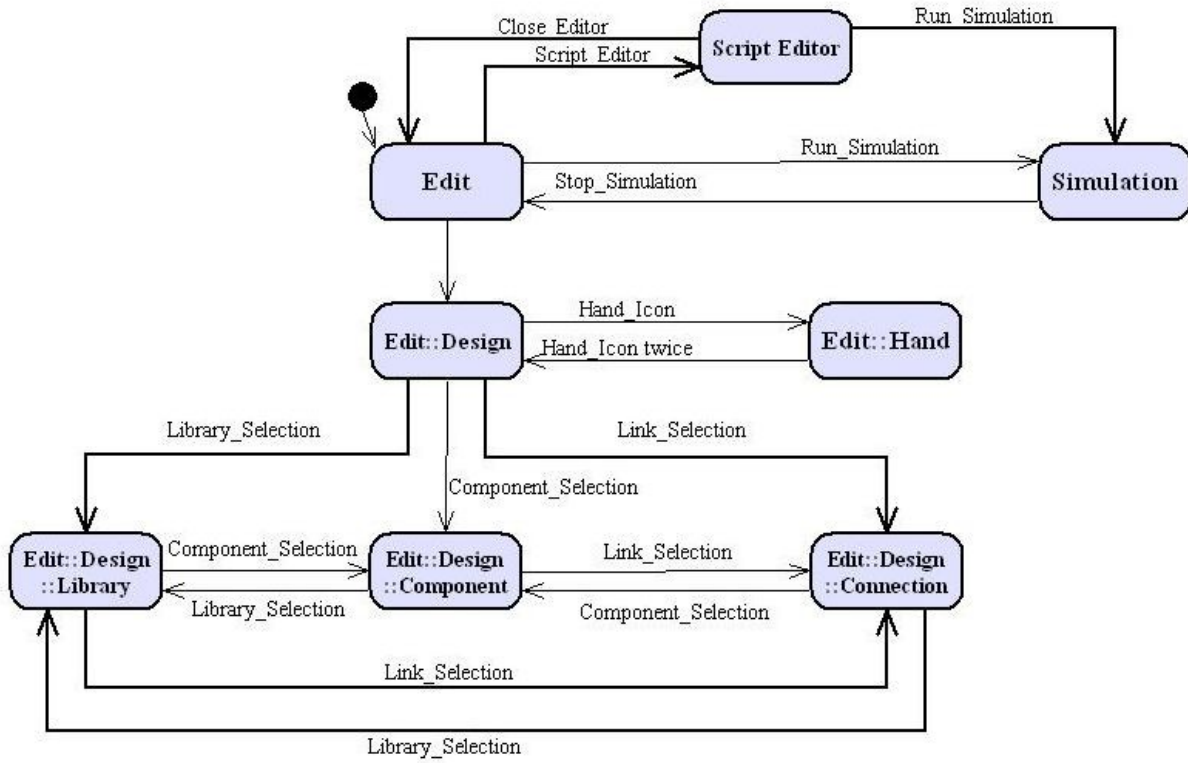 Run_Simulation
Close_Editor
Script Editor
Script_Editor
Run_Simulation
Edit
Stop_Simulation
Simulation
Hand_Icon
Edit::Design
Edit::Hand
Hand_Icon twice
Library_Selection
Link_Selection
Component_Selection
Edit::Design
::Library
Component_Selection
Library_Selection
Edit::Design
::Component
Link_Selection
Component_Selection
Edit::Design
::Connection
Link_Selection
Library_Selection